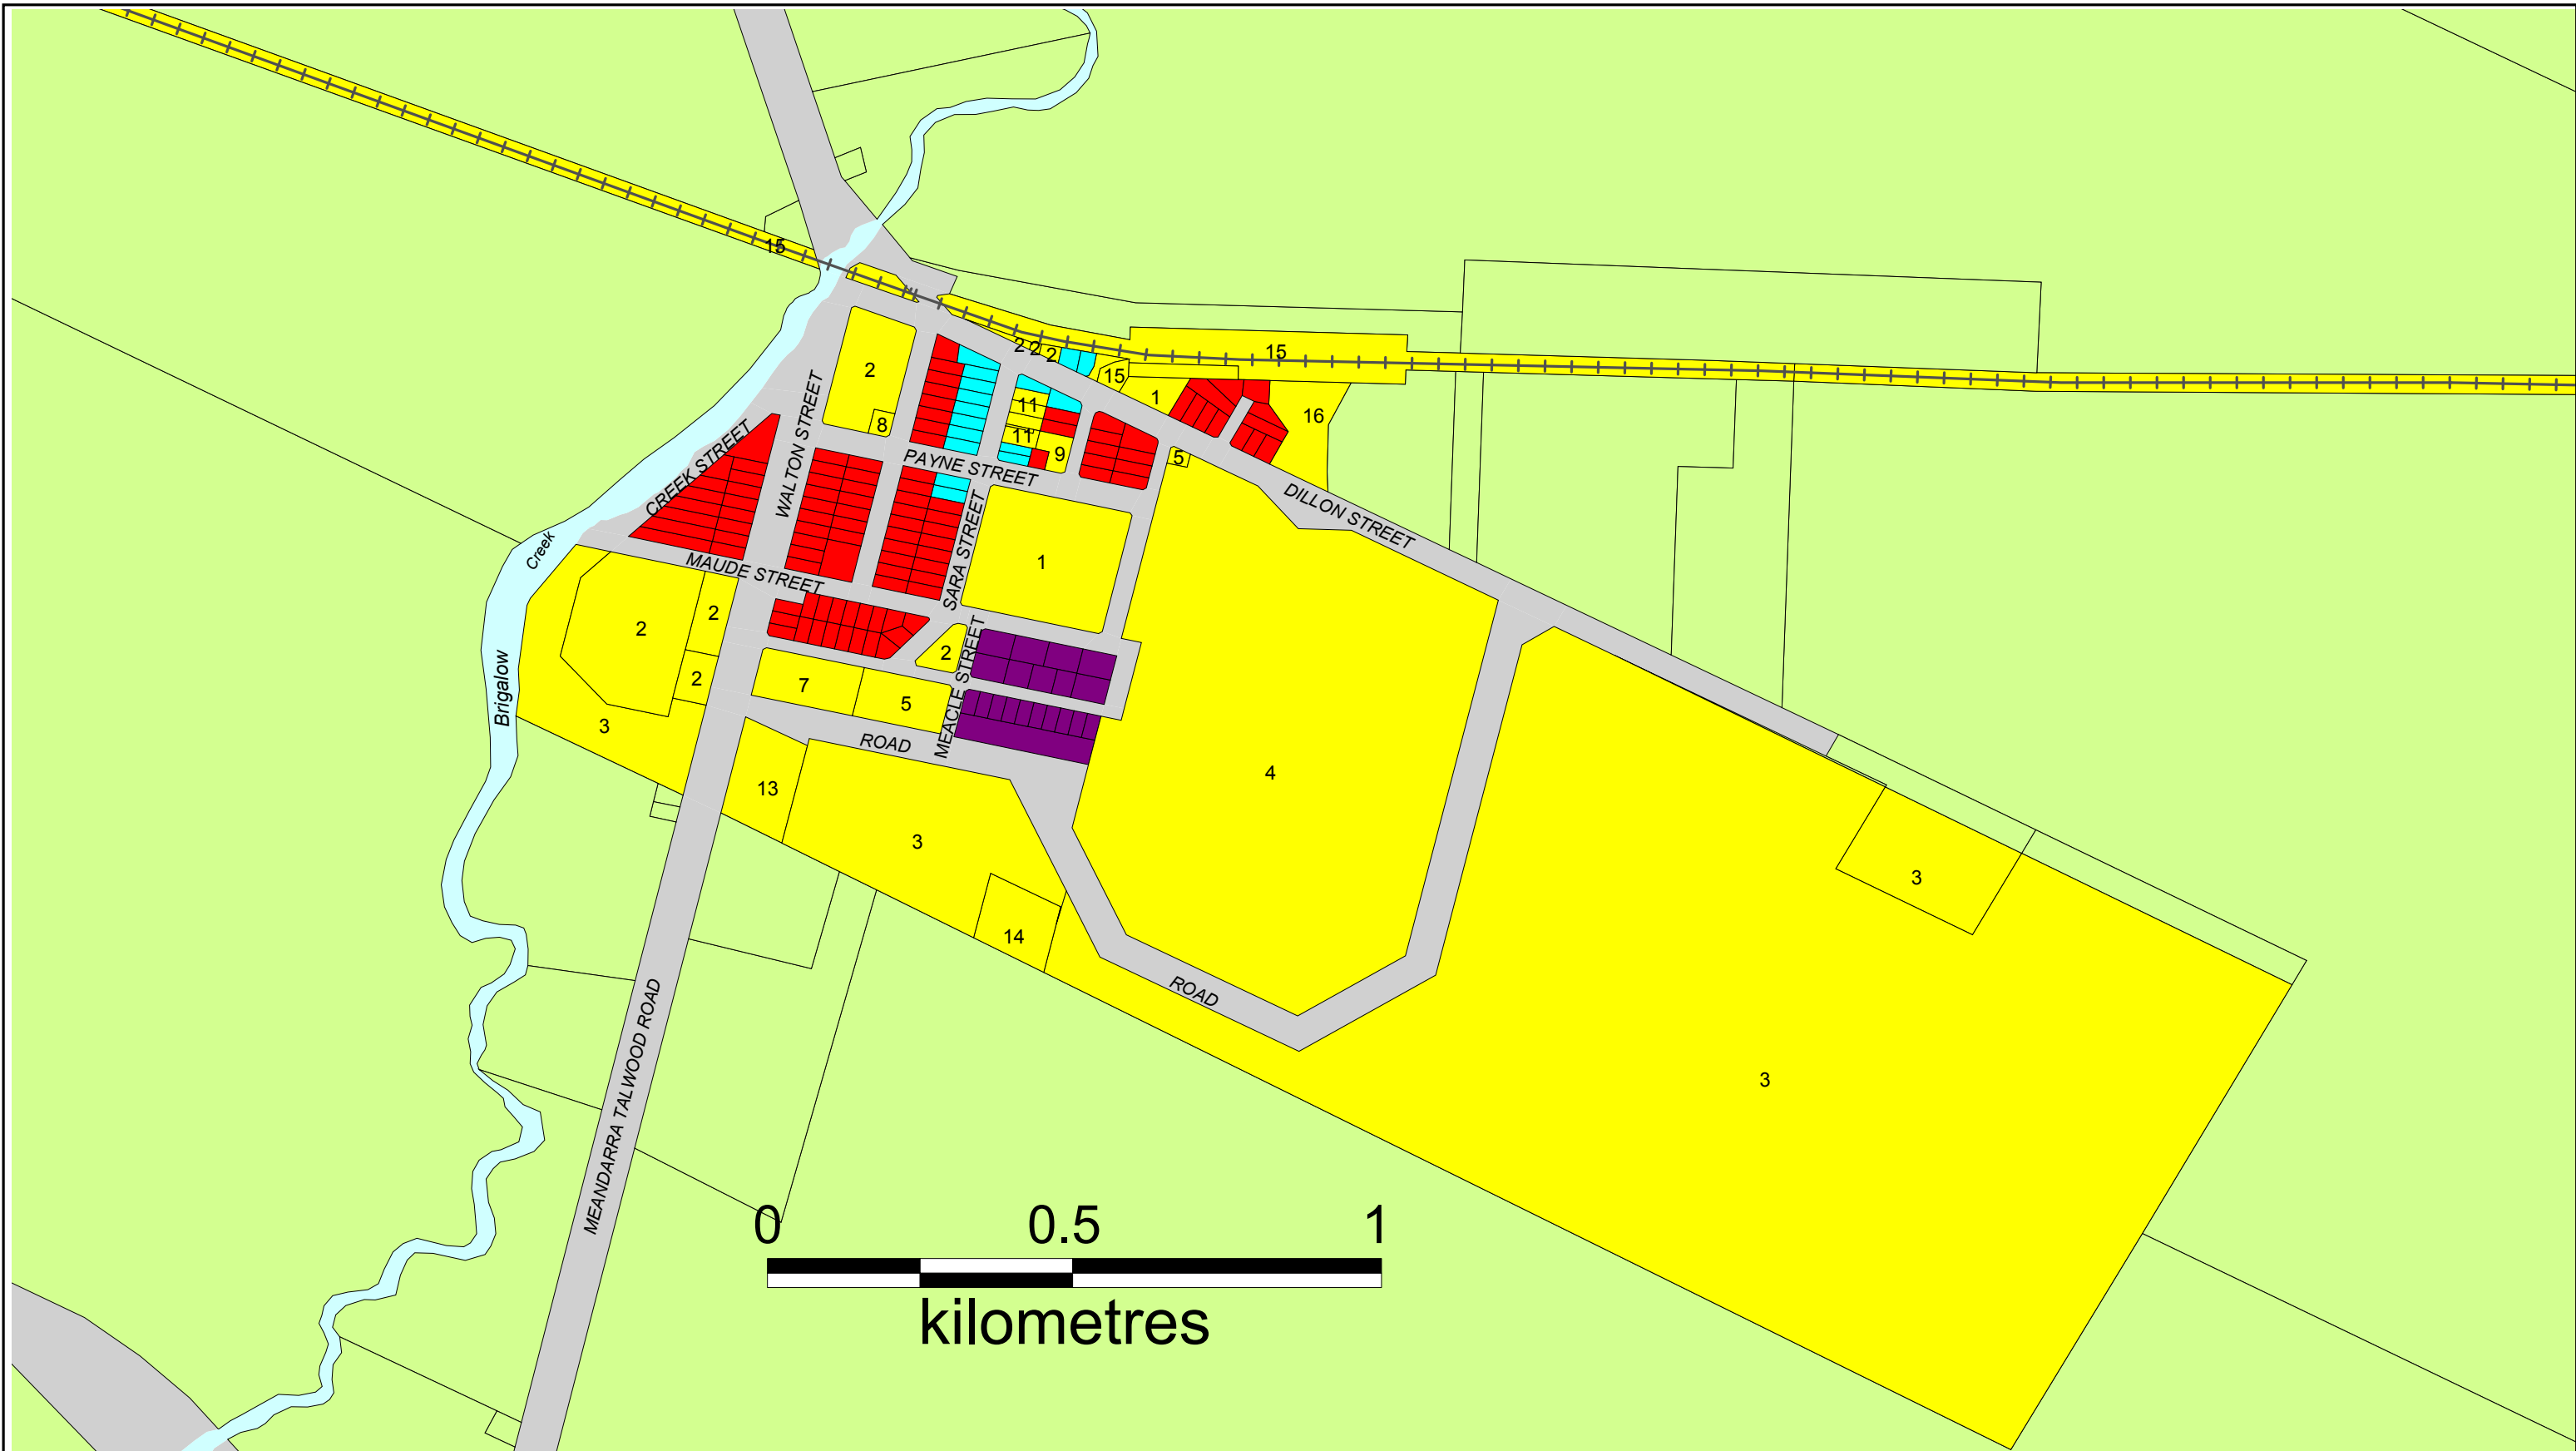 15
2
8
2
2
2
15
15
1
16
11
11
9
5
CREEK STREET
WALTON STREET
PAYNE STREET
SARA STREET
DILLON STREET
1
Creek
MAUDE STREET
2
2
2
2
MEACLE STREET
7
5
Brigalow
3
ROAD
13
4
3
3
14
ROAD
3
MEANDARRA TALWOOD ROAD
0 0.5 1
kilometres